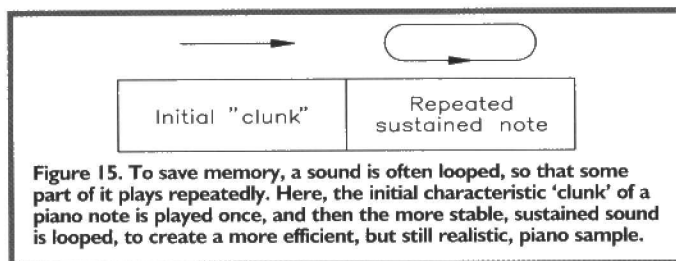 Initial "clunk"
Repeated
sustained note
Figure 15. To save memory, a sound is often looped, so that some
part of it plays repeatedly. Here, the initial characteristic 'clunk' of a
piano note is played once, and then the more stable, sustained sound
is looped, to create a more efficient, but still realistic, piano sample.